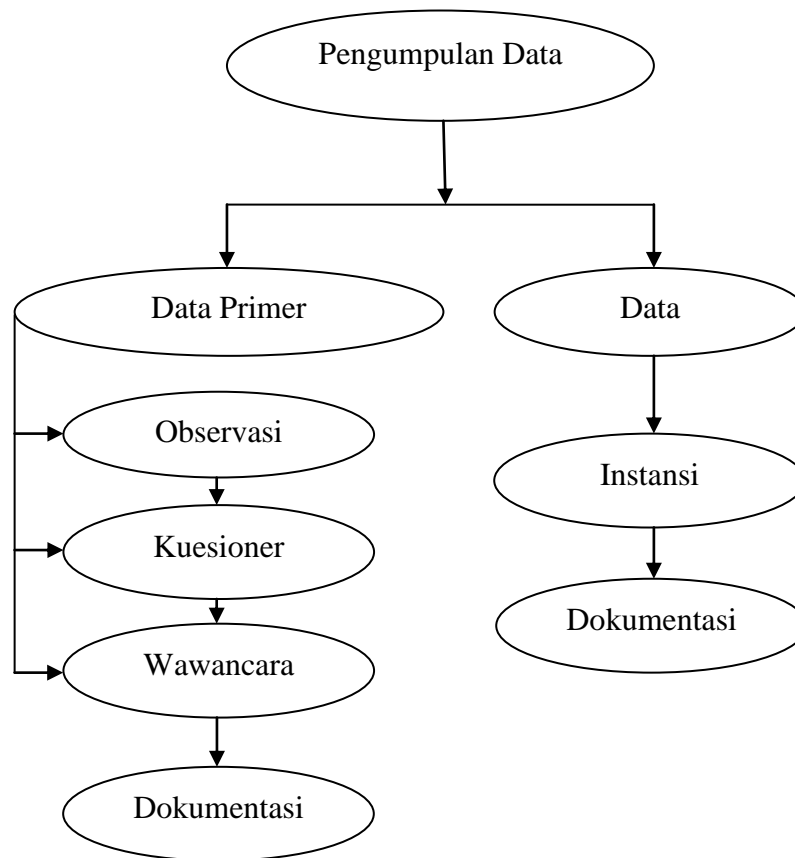 Pengumpulan Data
Data Primer
Data
Observasi
Instansi
Kuesioner
Dokumentasi
Wawancara
Dokumentasi